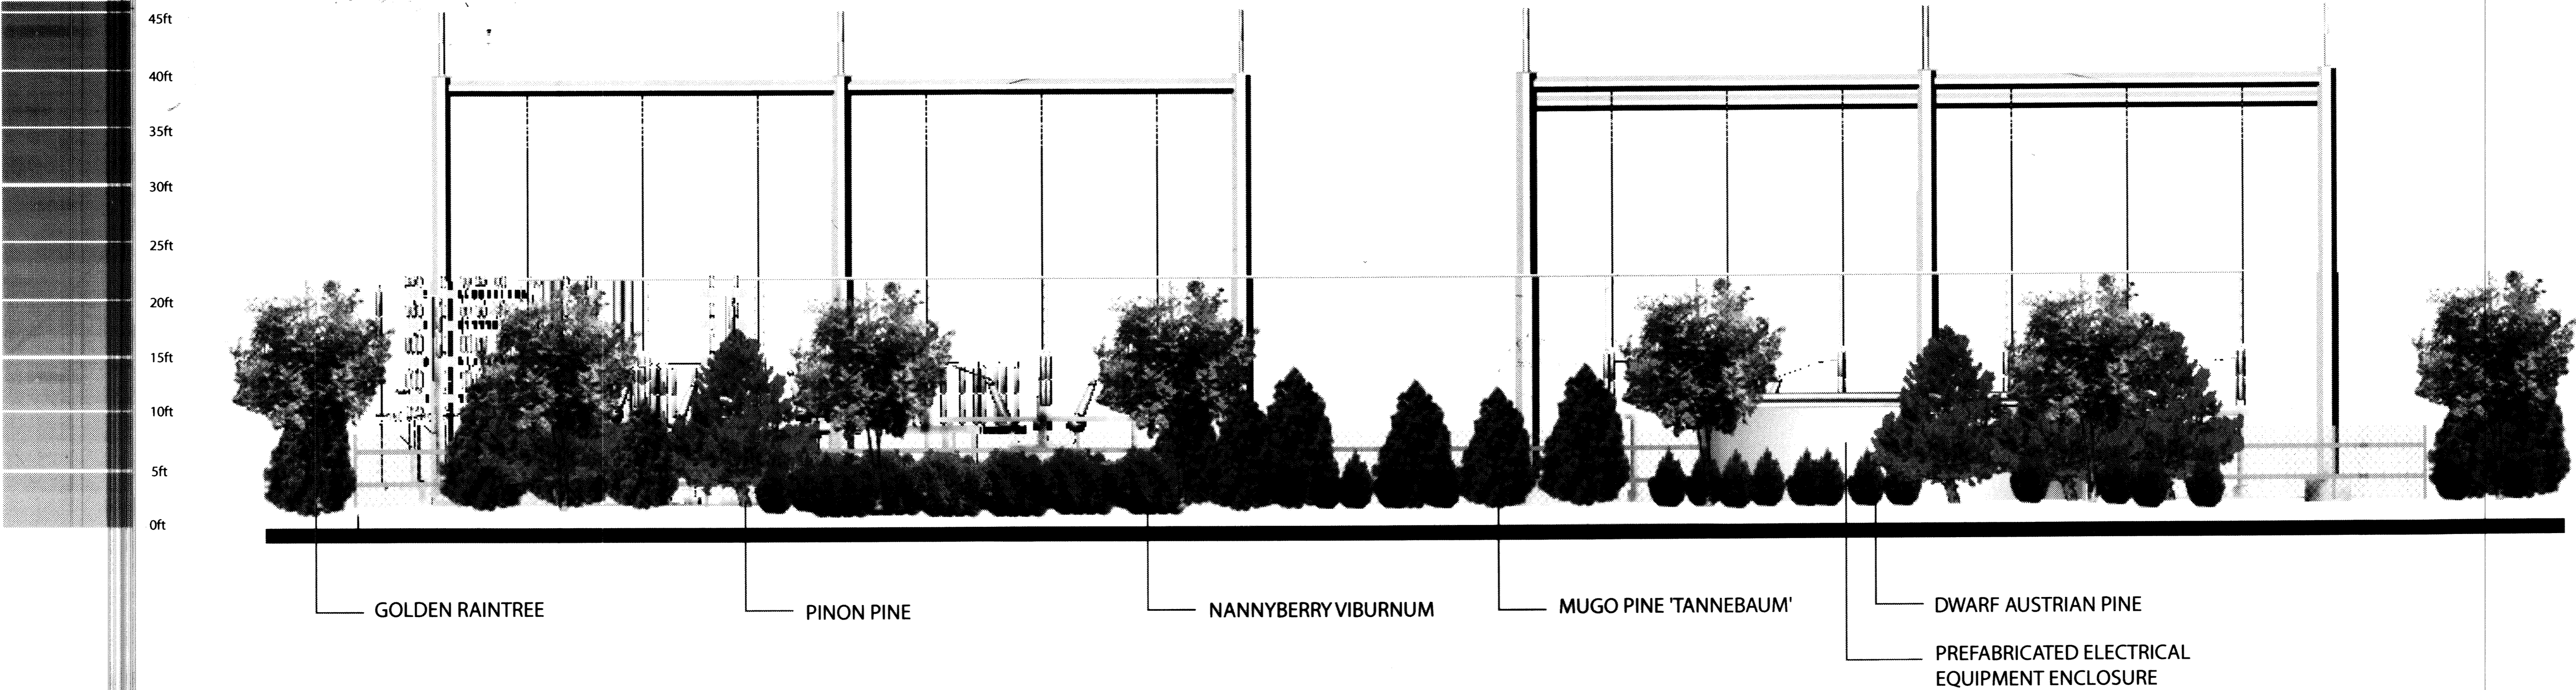 45ft
40ft
35ft
30ft
25ft
20ft
15ft
10ft
5ft
0ft
GOLDEN RAINTREE
PINON PINE
NANNYBERRY VIBURNUM
MUGO PINE 'TANNEBAUM'
DWARF AUSTRIAN PINE
PREFABRICATED ELECTRICAL
EQUIPMENT ENCLOSURE